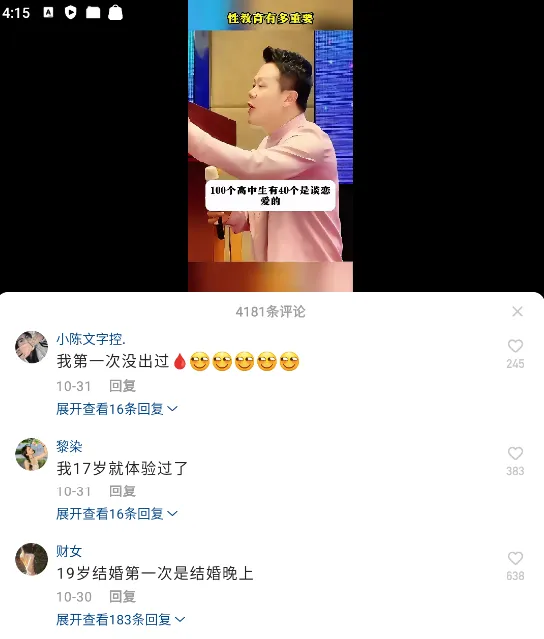 4:15
性教育有多重要
100个高中生有40个是谈恋
爱的
4181条评论
小陈文字控.
我第一次没出过🩸
10-31 回复
245
展开查看16条回复
黎染
我17岁就体验过了
10-31 回复
383
展开查看16条回复
财女
19岁结婚第一次是结婚晚上
10-30 回复
638
展开查看183条回复